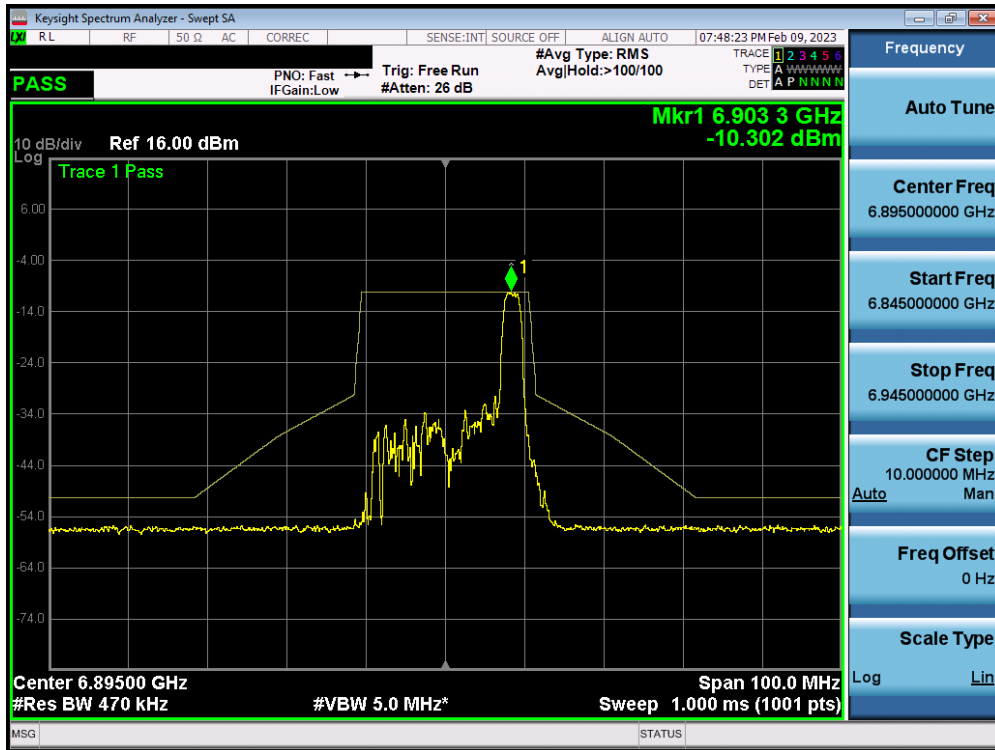 Keysight Spectrum Analyzer - Swept SA
LXI RL RF 50 Ω AC CORREC SENSE:INT SOURCE OFF ALIGN AUTO 07:48:23 PM Feb 09, 2023
PASS
PNO: Fast
IFGain:Low
Trig: Free Run
#Atten: 26 dB
#Avg Type: RMS
Avg|Hold:>100/100
TRACE 1 2 3 4 5 6
TYPE A WWWWW
DET A P N N N N
Mkr1 6.903 3 GHz
-10.302 dBm
10 dB/div Ref 16.00 dBm
Log
Trace 1 Pass
1
6.00
-4.00
-14.0
-24.0
-34.0
-44.0
-54.0
-64.0
-74.0
Center 6.89500 GHz Span 100.0 MHz
#Res BW 470 kHz #VBW 5.0 MHz* Sweep 1.000 ms (1001 pts)
MSG STATUS
Frequency
Auto Tune
Center Freq
6.895000000 GHz
Start Freq
6.845000000 GHz
Stop Freq
6.945000000 GHz
CF Step
10.000000 MHz
Auto Man
Freq Offset
0 Hz
Scale Type
Log Lin